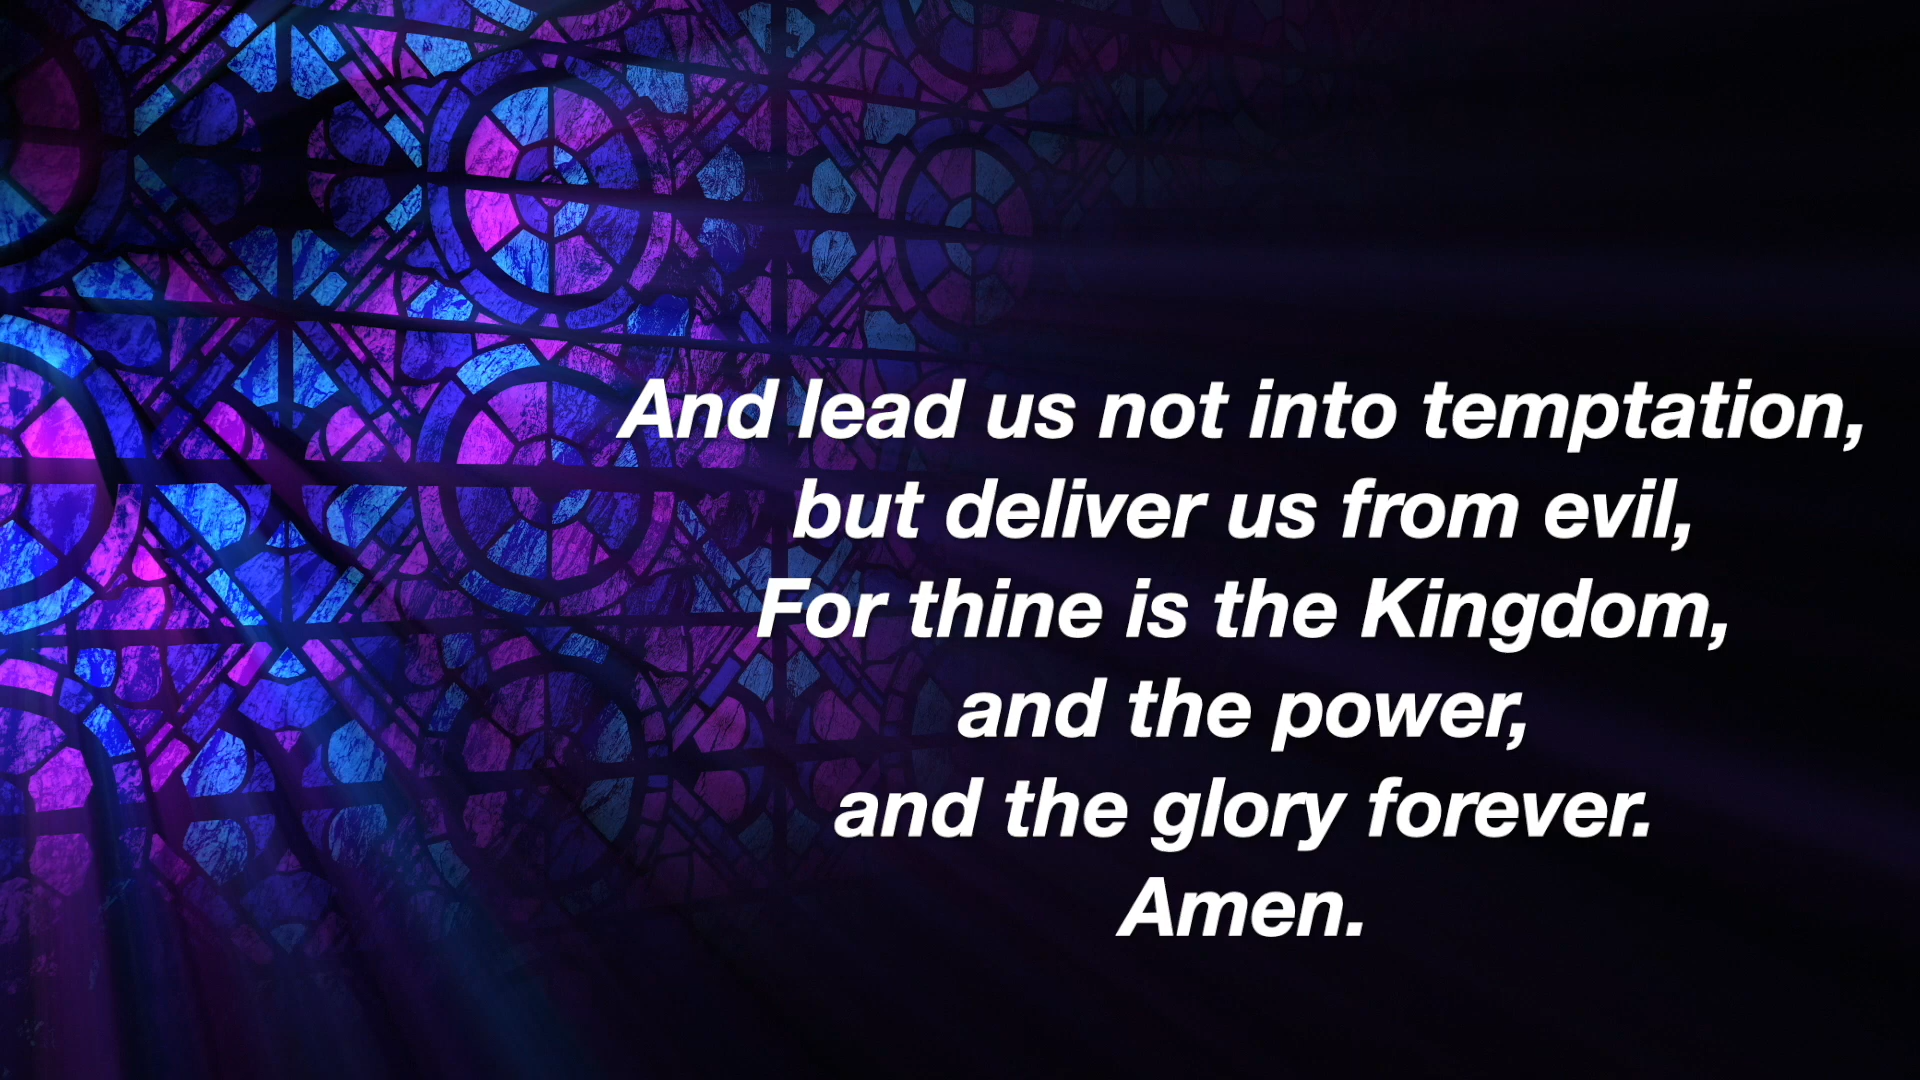 And lead us not into temptation,
but deliver us from evil,
For thine is the Kingdom,
and the power,
and the glory forever.
Amen.